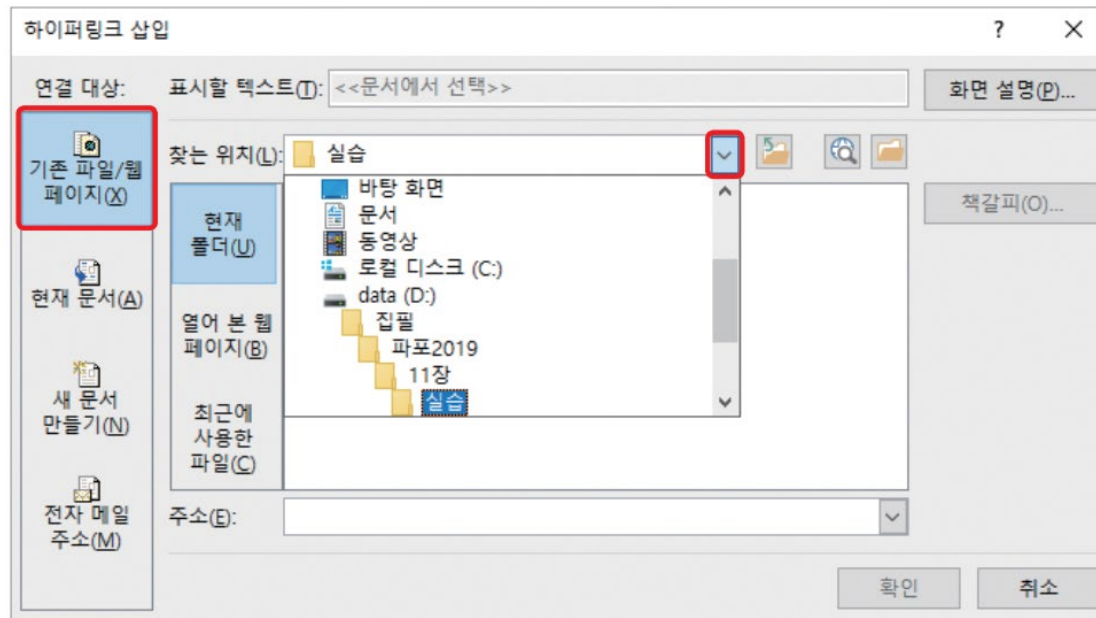 하이퍼링크 삽입
?
연결 대상:
표시할 텍스트(T):
<<문서에서 선택>>
화면 설명(P)...
기존 파일/웹
페이지(X)
찾는 위치(L):
실습
책갈피(O)...
현재
폴더(U)
바탕 화면
문서
동영상
로컬 디스크 (C:)
data (D:)
집필
파포2019
11장
실습
현재 문서(A)
열어 본 웹
페이지(B)
새 문서
만들기(N)
최근에
사용한
파일(C)
전자 메일
주소(M)
주소(E):
확인
취소